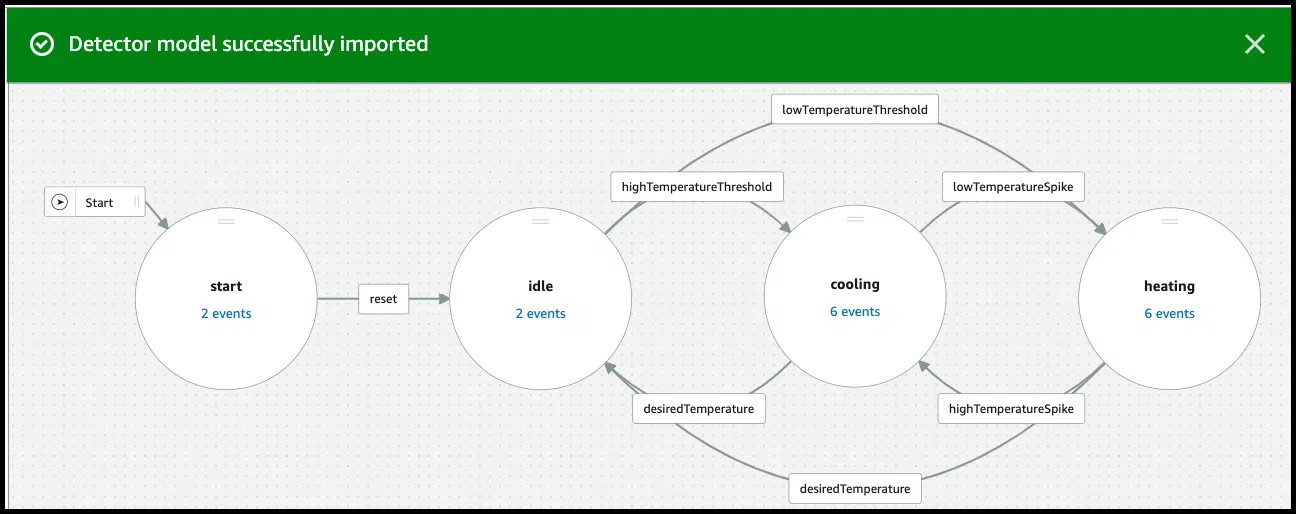 Detector model successfully imported
lowTemperatureThreshold
highTemperatureThreshold
lowTemperatureSpike
Start
start
2 events
reset
idle
2 events
cooling
6 events
heating
6 events
desiredTemperature
highTemperatureSpike
desiredTemperature